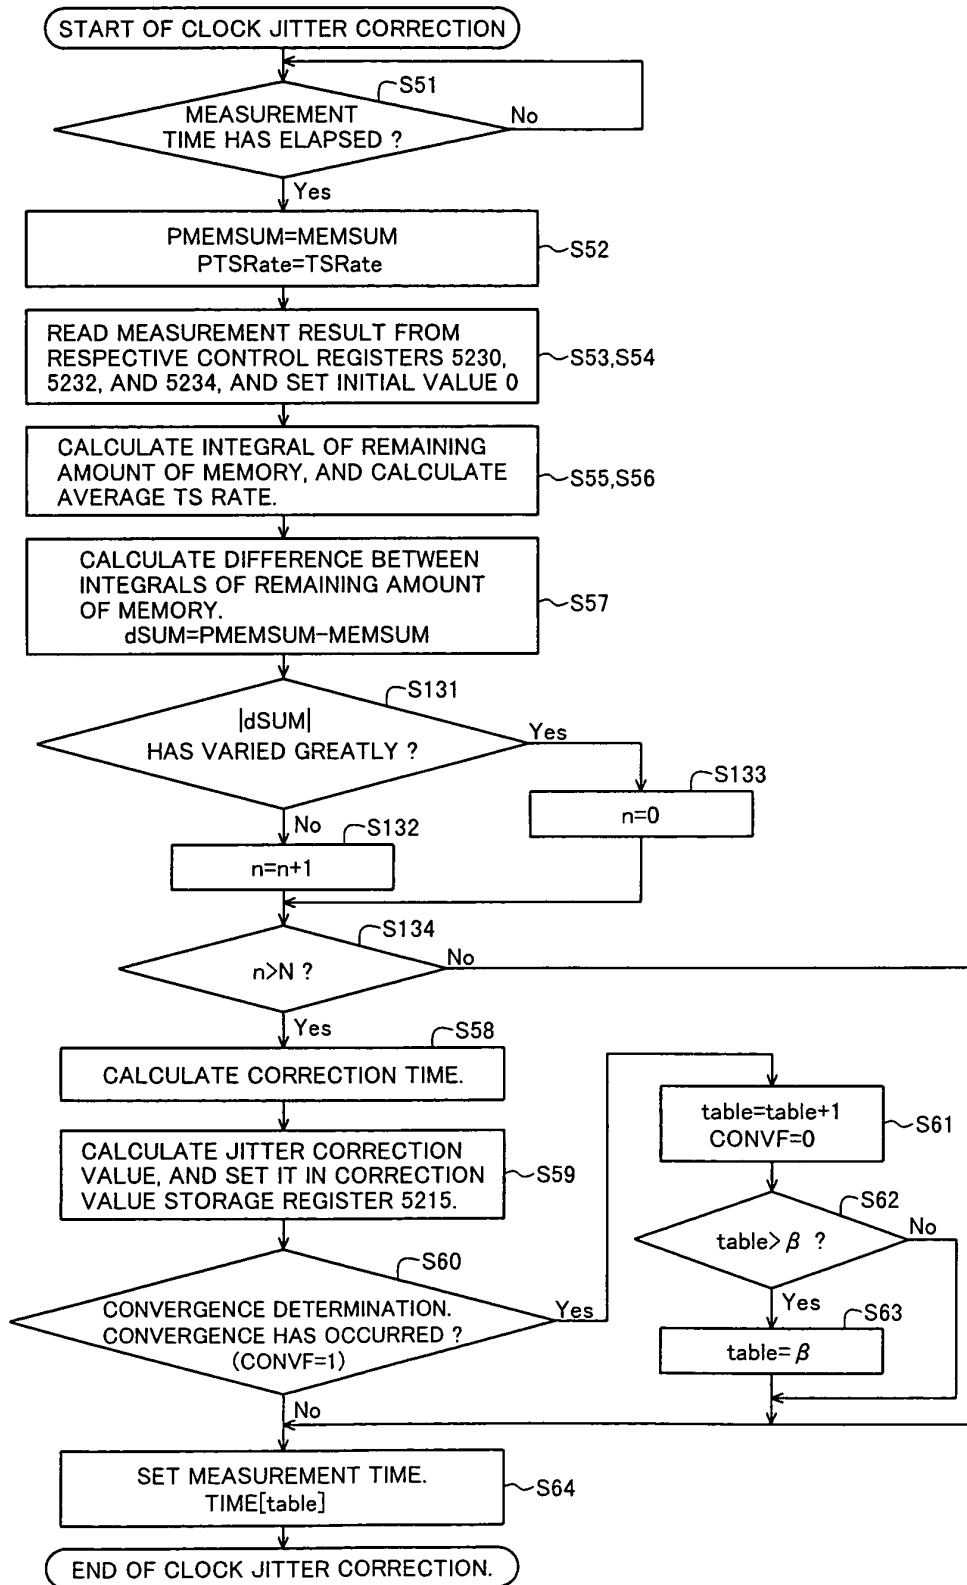 START OF CLOCK JITTER CORRECTION
S51
MEASUREMENT
TIME HAS ELAPSED ?
No
Yes
PMEMSUM=MEMSUM
PTSRate=TSRate
S52
READ MEASUREMENT RESULT FROM
RESPECTIVE CONTROL REGISTERS 5230,
5232, AND 5234, AND SET INITIAL VALUE 0
S53,S54
CALCULATE INTEGRAL OF REMAINING
AMOUNT OF MEMORY, AND CALCULATE
AVERAGE TS RATE.
S55,S56
CALCULATE DIFFERENCE BETWEEN
INTEGRALS OF REMAINING AMOUNT
OF MEMORY.
dSUM=PMEMSUM-MEMSUM
S57
S131
|dSUM|
HAS VARIED GREATLY ?
Yes
No
S133
n=0
S132
n=n+1
S134
n>N ?
No
Yes
S58
CALCULATE CORRECTION TIME.
CALCULATE JITTER CORRECTION
VALUE, AND SET IT IN CORRECTION
VALUE STORAGE REGISTER 5215.
S59
S60
CONVERGENCE DETERMINATION.
CONVERGENCE HAS OCCURRED ?
(CONVF=1)
Yes
No
table=table+1
CONVF=0
S61
S62
table>β ?
No
Yes
S63
table=β
SET MEASUREMENT TIME.
TIME[table]
S64
END OF CLOCK JITTER CORRECTION.